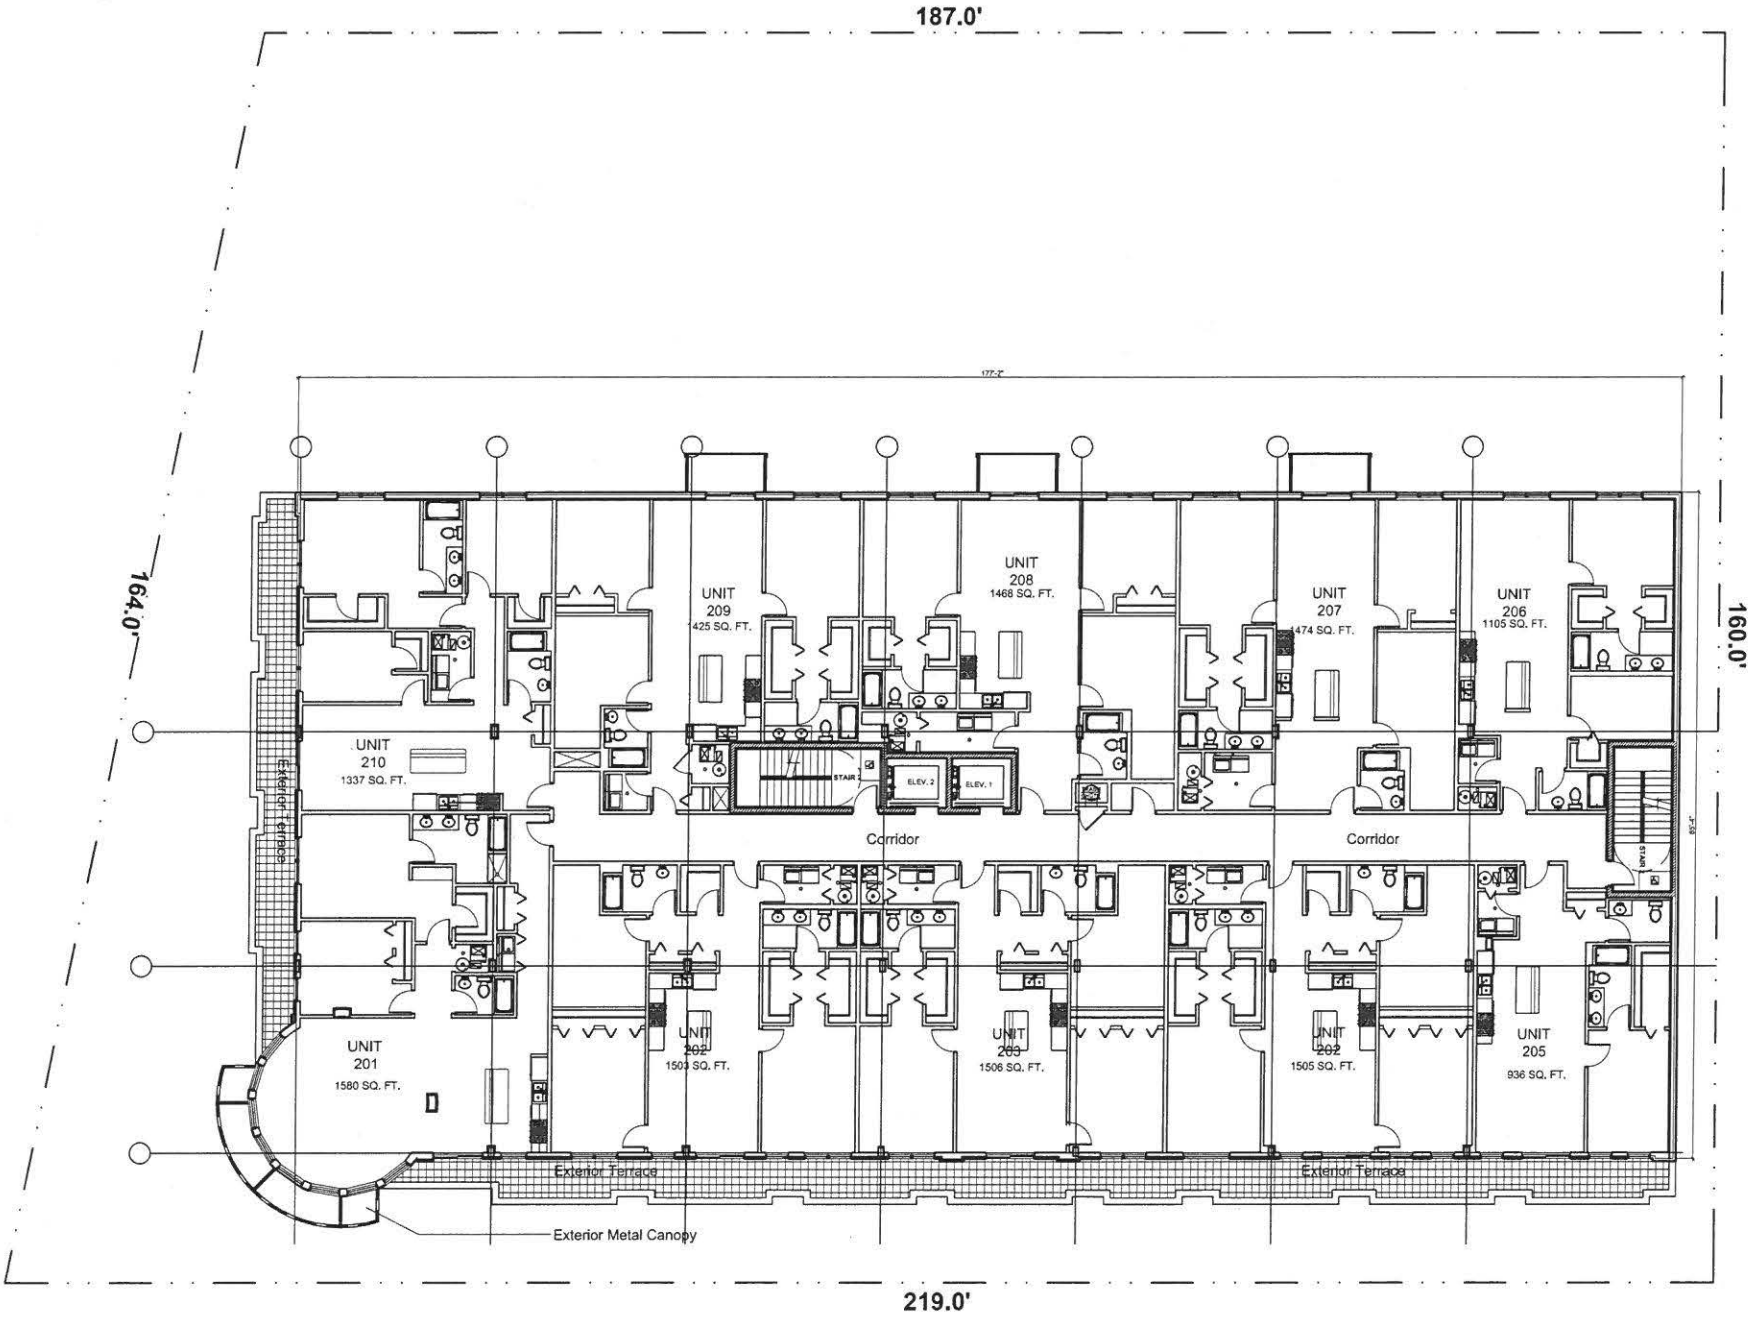 187.0'
177'-2"
164.0'
160.0'
UNIT
208
1468 SQ. FT.
UNIT
209
425 SQ. FT.
UNIT
207
1474 SQ. FT.
UNIT
206
1105 SQ. FT.
UNIT
210
1337 SQ. FT.
Exterior Terrace
STAIR
ELEV. 2
ELEV. 1
Corridor
Corridor
STAIR
UNIT
201
1580 SQ. FT.
UNIT
202
1503 SQ. FT.
UNIT
203
1506 SQ. FT.
UNIT
202
1505 SQ. FT.
UNIT
205
936 SQ. FT.
Exterior Terrace
Exterior Terrace
Exterior Metal Canopy
219.0'